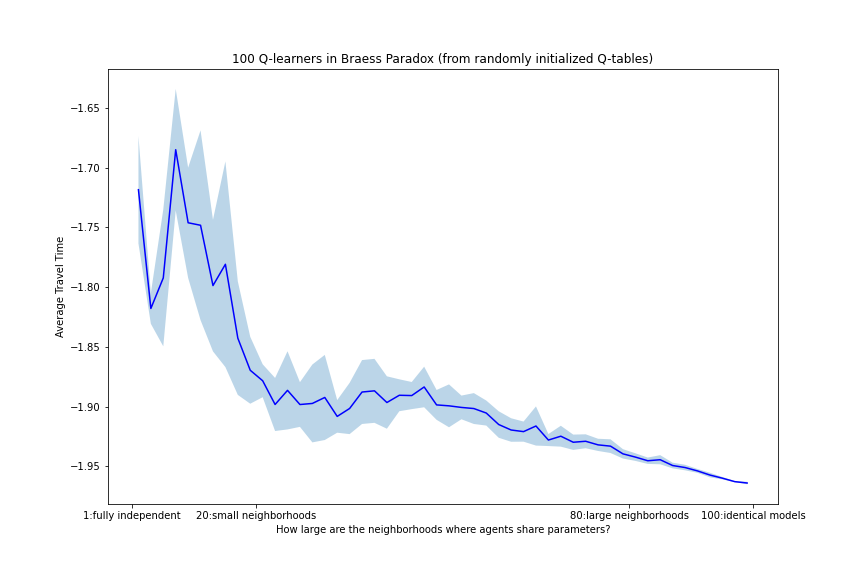 100 Q-learners in Braess Paradox (from randomly initialized Q-tables)
Average Travel Time
−1.65
−1.70
−1.75
−1.80
−1.85
−1.90
−1.95
1:fully independent 20:small neighborhoods 80:large neighborhoods 100:identical models
How large are the neighborhoods where agents share parameters?